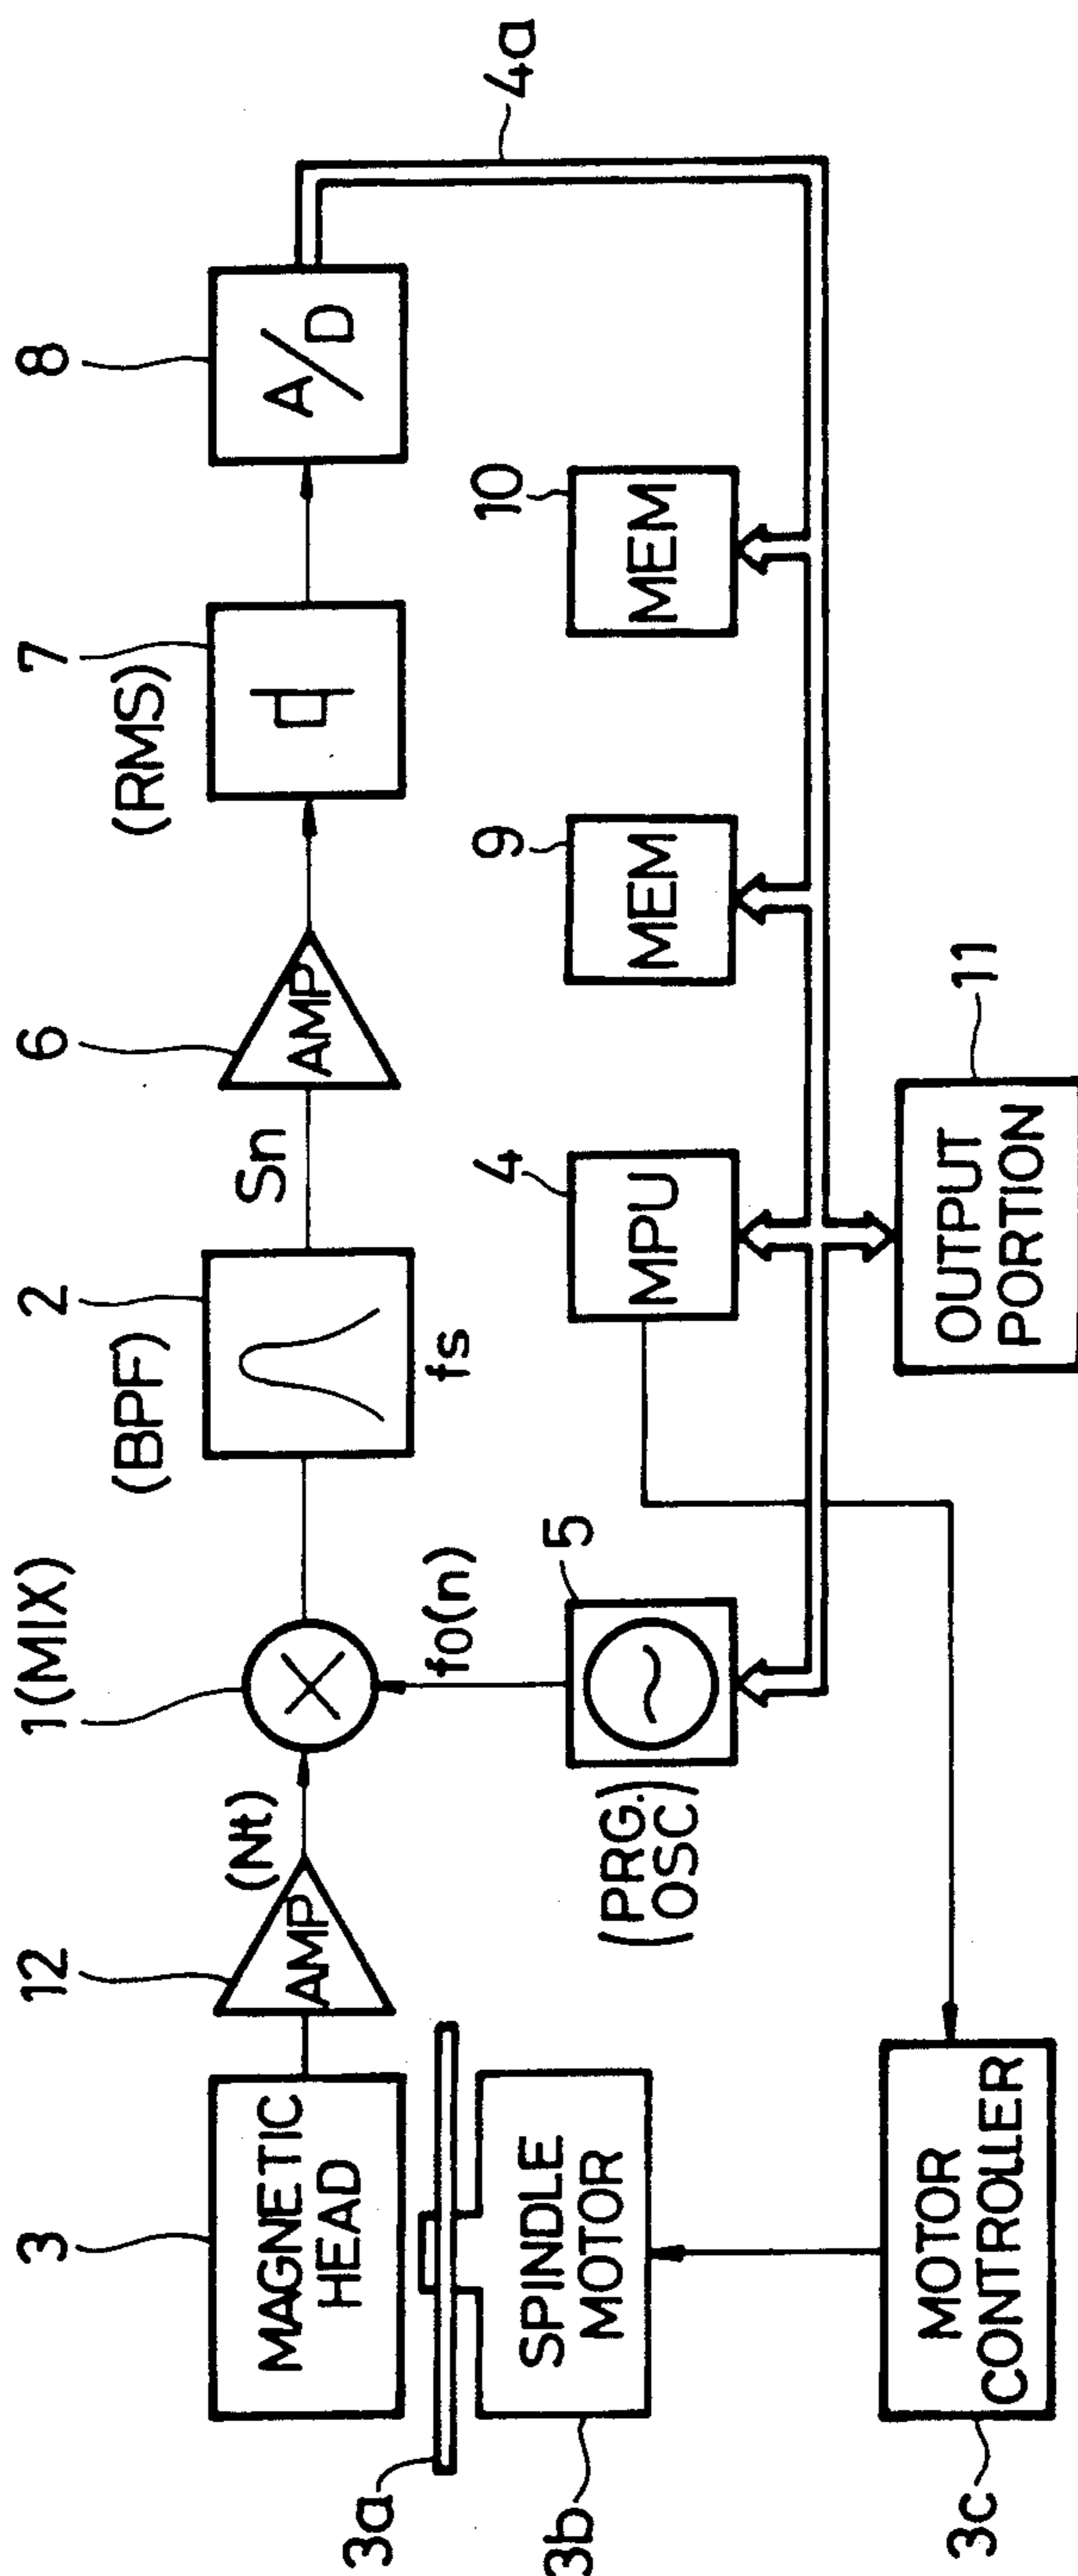 3
MAGNETIC
HEAD
12
AMP
(Nt)
1(MIX)
(BPF)
2
fs
Sn
6
AMP
(RMS)
7
8
A/D
4a
3a
3b
SPINDLE
MOTOR
(PRG.
OSC)
5
fo(n)
4
MPU
9
MEM
10
MEM
3c
MOTOR
CONTROLLER
11
OUTPUT
PORTION